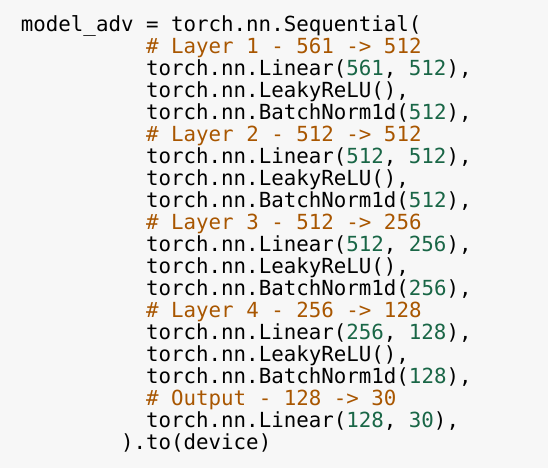 model_adv = torch.nn.Sequential(
# Layer 1 - 561 -> 512
torch.nn.Linear(561, 512),
torch.nn.LeakyReLU(),
torch.nn.BatchNorm1d(512),
# Layer 2 - 512 -> 512
torch.nn.Linear(512, 512),
torch.nn.LeakyReLU(),
torch.nn.BatchNorm1d(512),
# Layer 3 - 512 -> 256
torch.nn.Linear(512, 256),
torch.nn.LeakyReLU(),
torch.nn.BatchNorm1d(256),
# Layer 4 - 256 -> 128
torch.nn.Linear(256, 128),
torch.nn.LeakyReLU(),
torch.nn.BatchNorm1d(128),
# Output - 128 -> 30
torch.nn.Linear(128, 30),
).to(device)